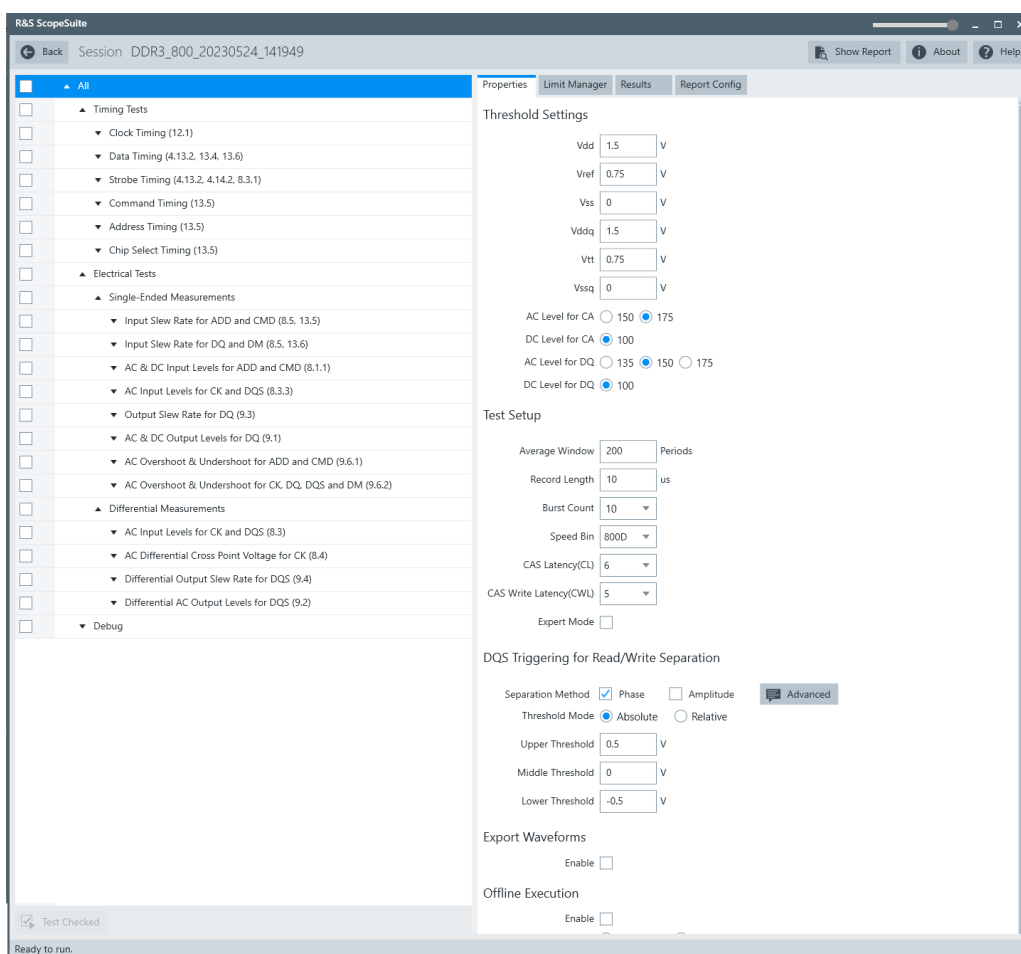 R&S ScopeSuite
Back Session DDR3_800_20230524_141949 Show Report About Help
All
Timing Tests
Clock Timing (12.1)
Data Timing (4.13.2, 13.4, 13.6)
Strobe Timing (4.13.2, 4.14.2, 8.3.1)
Command Timing (13.5)
Address Timing (13.5)
Chip Select Timing (13.5)
Electrical Tests
Single-Ended Measurements
Input Slew Rate for ADD and CMD (8.5, 13.5)
Input Slew Rate for DQ and DM (8.5, 13.6)
AC & DC Input Levels for ADD and CMD (8.1.1)
AC Input Levels for CK and DQS (8.3.3)
Output Slew Rate for DQ (9.3)
AC & DC Output Levels for DQ (9.1)
AC Overshoot & Undershoot for ADD and CMD (9.6.1)
AC Overshoot & Undershoot for CK, DQ, DQS and DM (9.6.2)
Differential Measurements
AC Input Levels for CK and DQS (8.3)
AC Differential Cross Point Voltage for CK (8.4)
Differential Output Slew Rate for DQS (9.4)
Differential AC Output Levels for DQS (9.2)
Debug
Test Checked
Properties Limit Manager Results Report Config
Threshold Settings
Vdd 1.5 V
Vref 0.75 V
Vss 0 V
Vddq 1.5 V
Vtt 0.75 V
Vssq 0 V
AC Level for CA 150 175
DC Level for CA 100
AC Level for DQ 135 150 175
DC Level for DQ 100
Test Setup
Average Window 200 Periods
Record Length 10 us
Burst Count 10
Speed Bin 800D
CAS Latency(CL) 6
CAS Write Latency(CWL) 5
Expert Mode
DQS Triggering for Read/Write Separation
Separation Method Phase Amplitude Advanced
Threshold Mode Absolute Relative
Upper Threshold 0.5 V
Middle Threshold 0 V
Lower Threshold -0.5 V
Export Waveforms
Enable
Offline Execution
Enable
Ready to run.